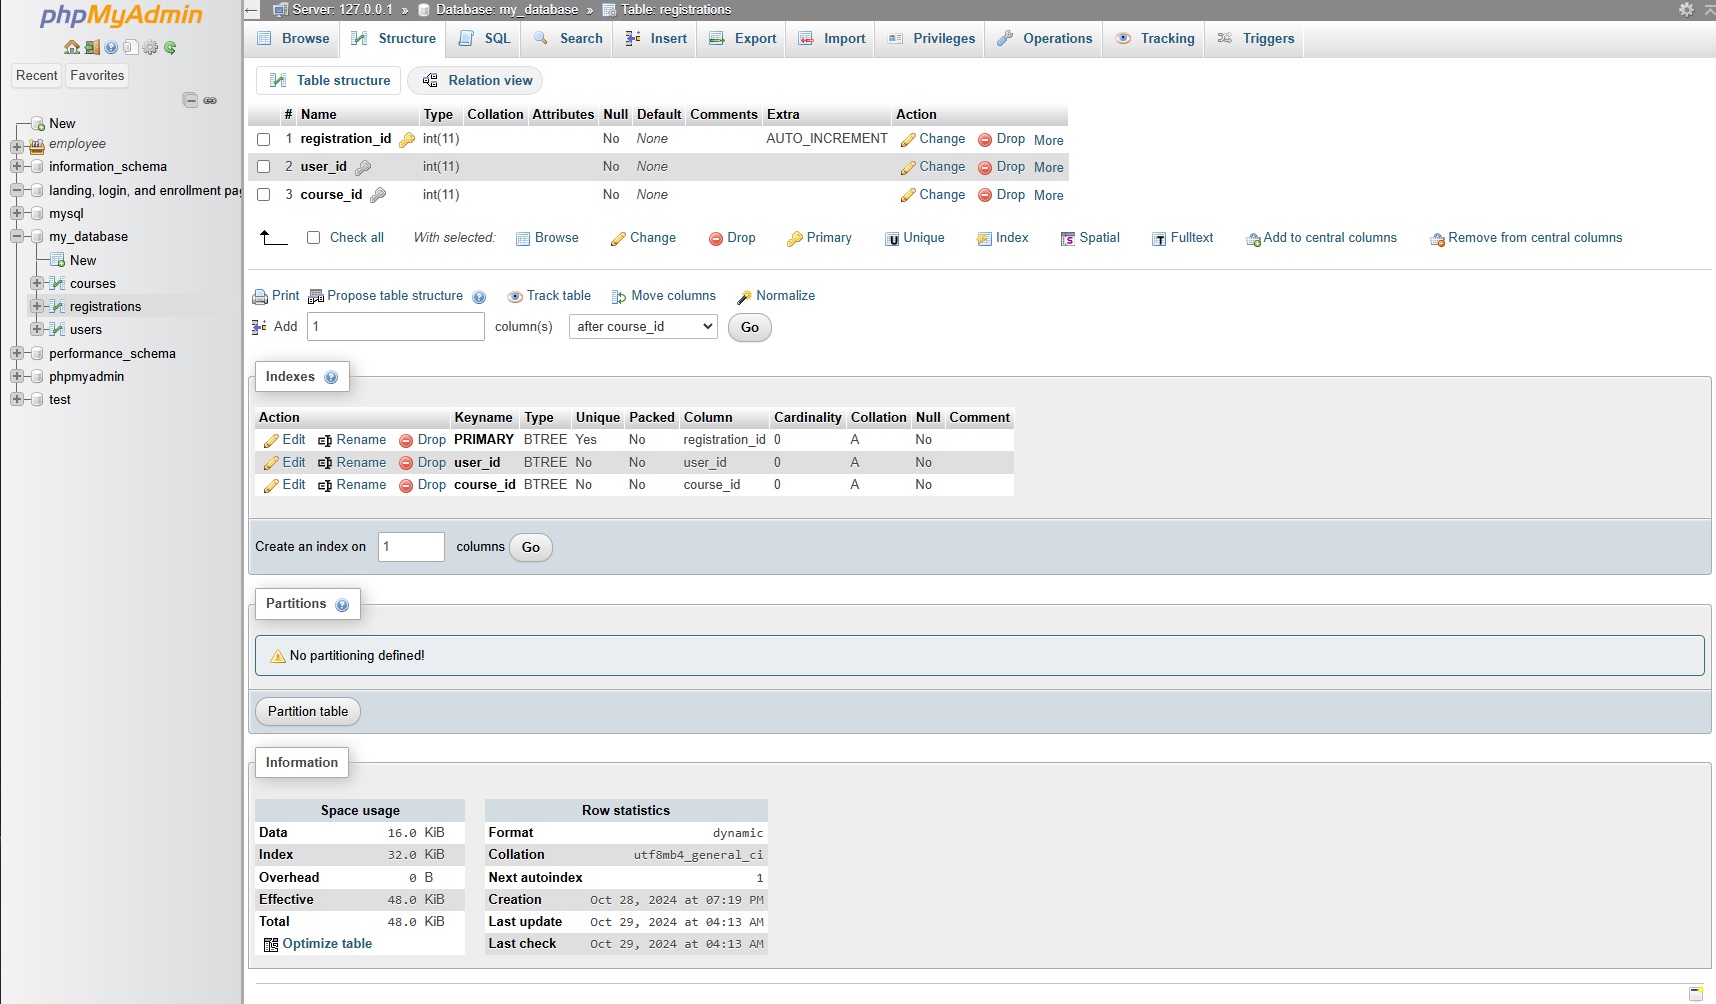 phpMyAdmin
Recent Favorites
New
employee
information_schema
landing, login, and enrollment pa
mysql
my_database
New
courses
registrations
users
performance_schema
phpmyadmin
test
Server: 127.0.0.1 » Database: my_database » Table: registrations
Browse Structure SQL Search Insert Export Import Privileges Operations Tracking Triggers
Table structure Relation view
# Name Type Collation Attributes Null Default Comments Extra Action
1 registration_id int(11) No None AUTO_INCREMENT Change Drop More
2 user_id int(11) No None Change Drop More
3 course_id int(11) No None Change Drop More
Check all With selected: Browse Change Drop Primary Unique Index Spatial Fulltext Add to central columns Remove from central columns
Print Propose table structure Track table Move columns Normalize
Add 1 column(s) after course_id Go
Indexes
Action Keyname Type Unique Packed Column Cardinality Collation Null Comment
Edit Rename Drop PRIMARY BTREE Yes No registration_id 0 A No
Edit Rename Drop user_id BTREE No No user_id 0 A No
Edit Rename Drop course_id BTREE No No course_id 0 A No
Create an index on 1 columns Go
Partitions
No partitioning defined!
Partition table
Information
Space usage
Data 16.0 KiB
Index 32.0 KiB
Overhead 0 B
Effective 48.0 KiB
Total 48.0 KiB
Optimize table
Row statistics
Format dynamic
Collation utf8mb4_general_ci
Next autoindex 1
Creation Oct 28, 2024 at 07:19 PM
Last update Oct 29, 2024 at 04:13 AM
Last check Oct 29, 2024 at 04:13 AM